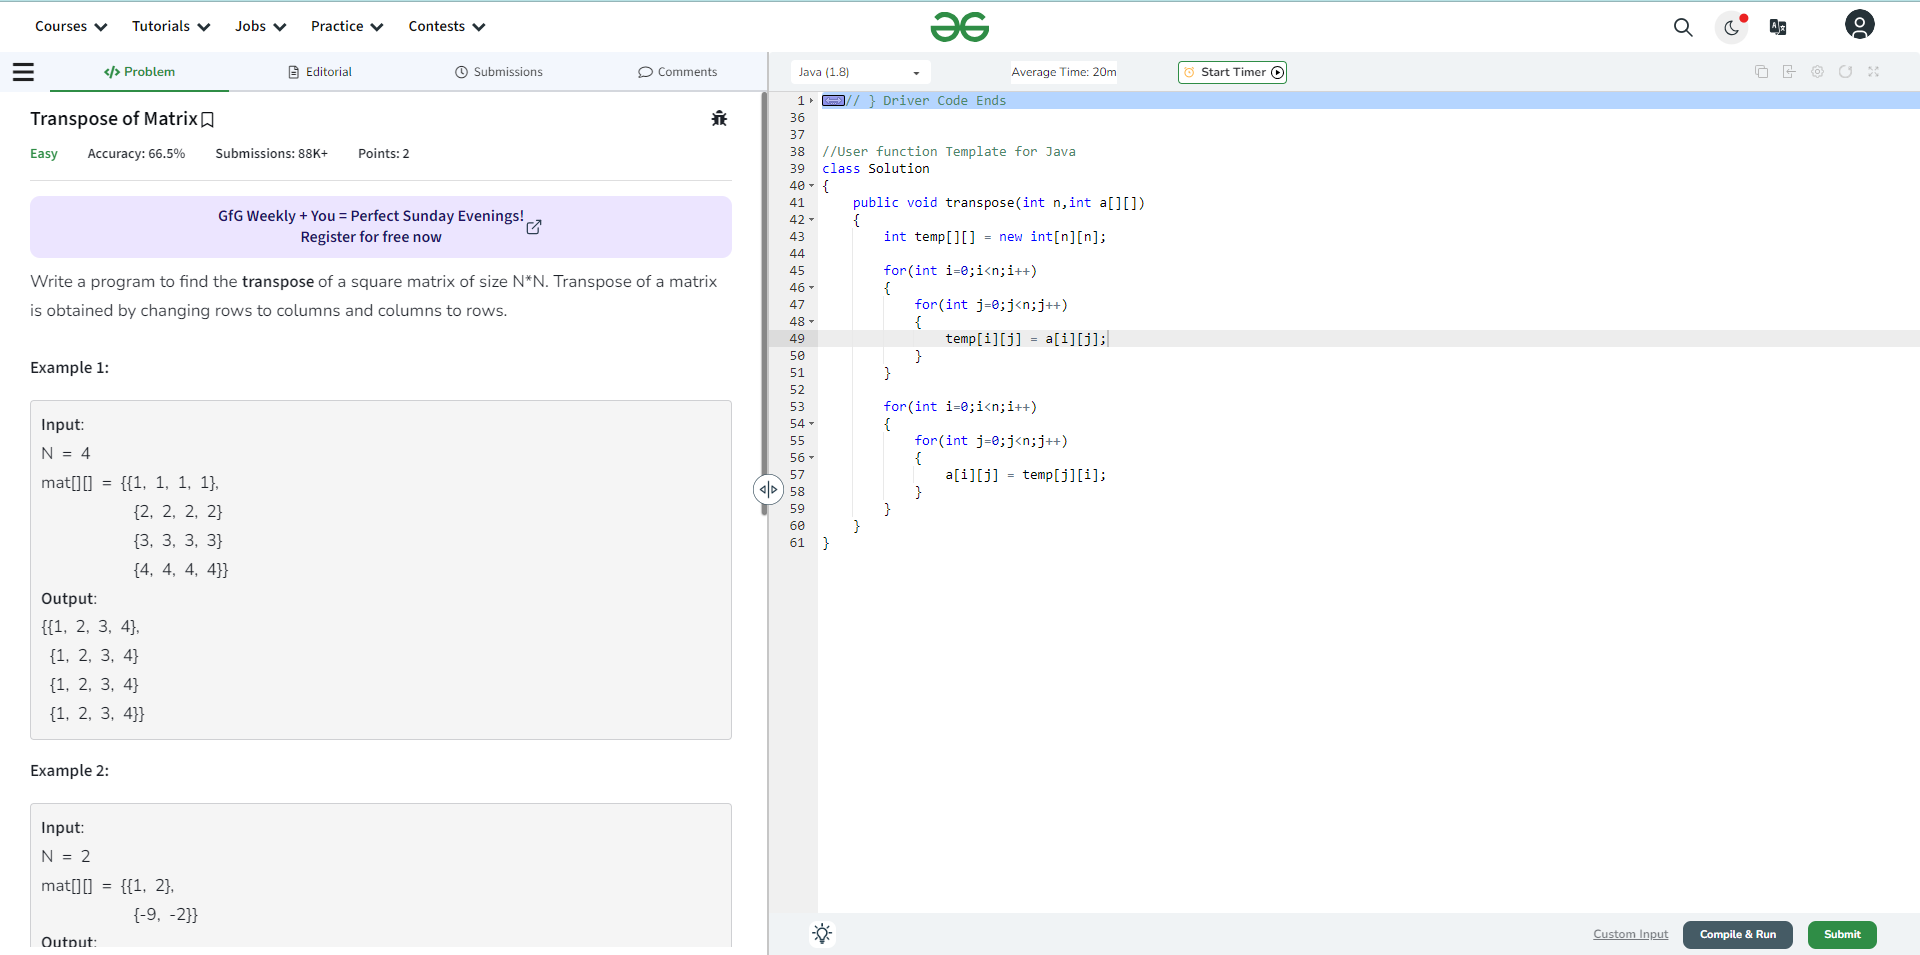 Courses Tutorials Jobs Practice Contests
Problem Editorial Submissions Comments
Transpose of Matrix
Easy Accuracy: 66.5% Submissions: 88K+ Points: 2
GfG Weekly + You = Perfect Sunday Evenings!
Register for free now
Write a program to find the transpose of a square matrix of size N*N. Transpose of a matrix
is obtained by changing rows to columns and columns to rows.
Example 1:
Input:
N = 4
mat[][] = {{1, 1, 1, 1},
{2, 2, 2, 2}
{3, 3, 3, 3}
{4, 4, 4, 4}}
Output:
{{1, 2, 3, 4},
{1, 2, 3, 4}
{1, 2, 3, 4}
{1, 2, 3, 4}}
Example 2:
Input:
N = 2
mat[][] = {{1, 2},
{-9, -2}}
Output:
Java (1.8) Average Time: 20m Start Timer
1 // } Driver Code Ends
36
37
38 //User function Template for Java
39 class Solution
40 {
41 public void transpose(int n,int a[][])
42 {
43 int temp[][] = new int[n][n];
44
45 for(int i=0;i<n;i++)
46 {
47 for(int j=0;j<n;j++)
48 {
49 temp[i][j] = a[i][j];
50 }
51 }
52
53 for(int i=0;i<n;i++)
54 {
55 for(int j=0;j<n;j++)
56 {
57 a[i][j] = temp[j][i];
58 }
59 }
60 }
61 }
Custom Input Compile & Run Submit